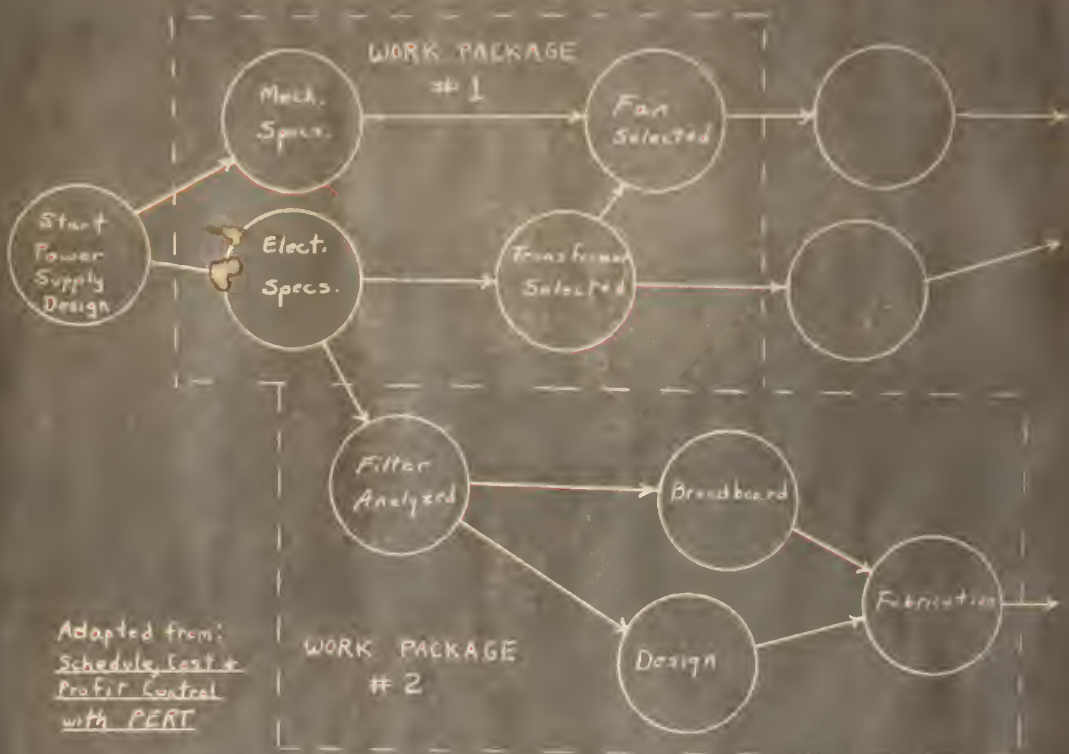 WORK PACKAGE
# 1
Mech.
Specs.
Fan
Selected
Start
Power
Supply
Design
Elect.
Specs.
Transformer
Selected
Filter
Analyzed
Breadboard
Fabrication
Design
WORK PACKAGE
# 2
Adapted from:
Schedule, Cost &
Profit Control
with PERT